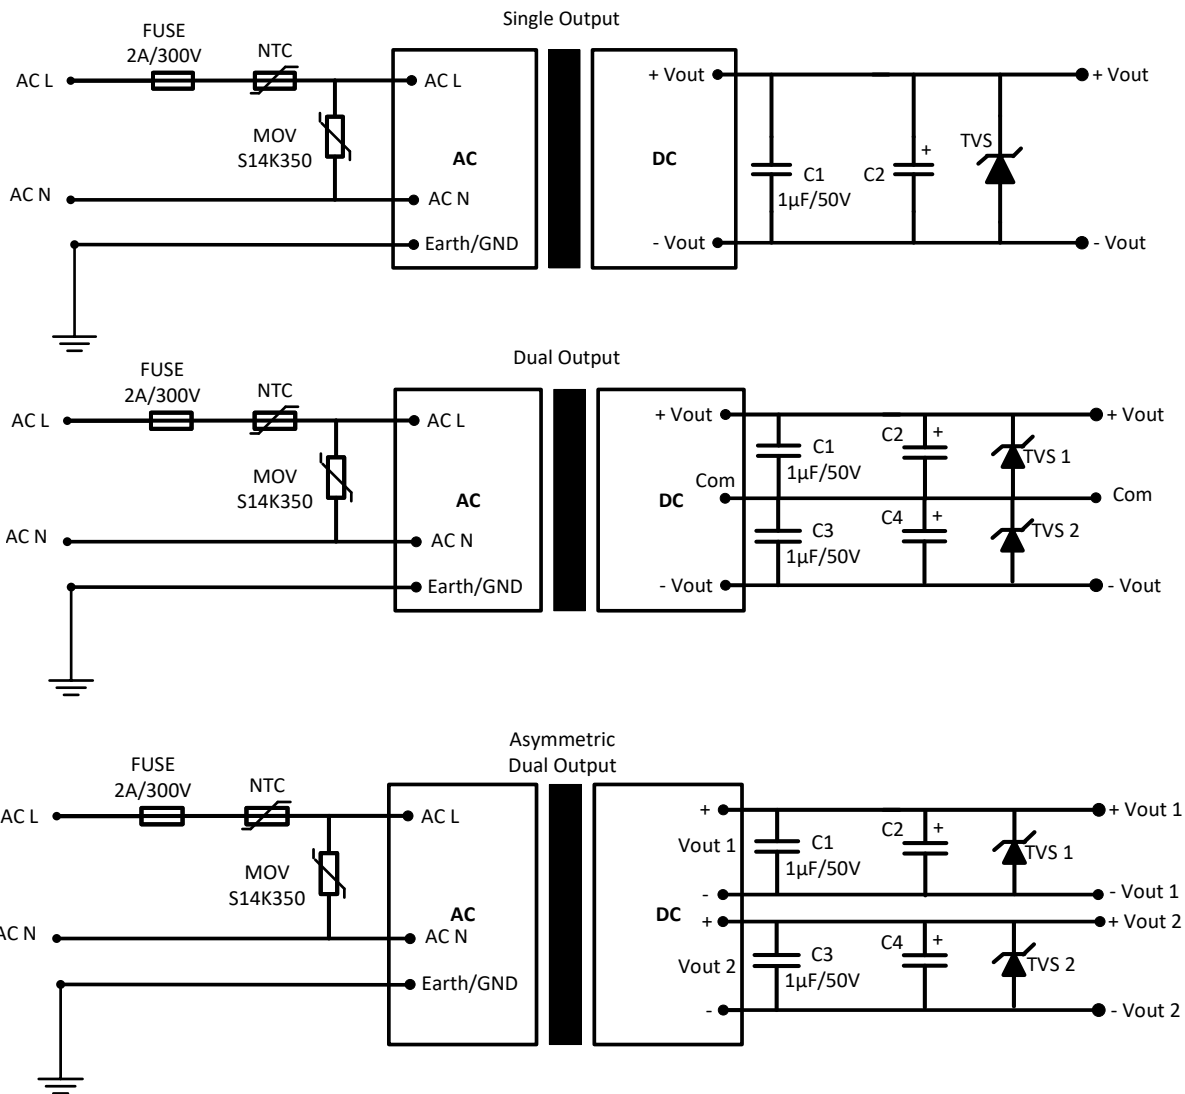 Single Output
FUSE
2A/300V
NTC
AC L
AC L
MOV
S14K350
AC
AC N
AC N
Earth/GND
+ Vout
+ Vout
DC
C1
1µF/50V
C2
+
TVS
- Vout
- Vout
Dual Output
FUSE
2A/300V
NTC
AC L
AC L
MOV
S14K350
AC
AC N
AC N
Earth/GND
+ Vout
+ Vout
C1
1µF/50V
C2
+
TVS 1
Com
Com
DC
C3
1µF/50V
C4
+
TVS 2
- Vout
- Vout
Asymmetric
Dual Output
FUSE
2A/300V
NTC
AC L
AC L
MOV
S14K350
AC
AC N
AC N
Earth/GND
+
+ Vout 1
Vout 1
C1
1µF/50V
C2
+
TVS 1
-
- Vout 1
DC
+
+ Vout 2
Vout 2
C3
1µF/50V
C4
+
TVS 2
-
- Vout 2